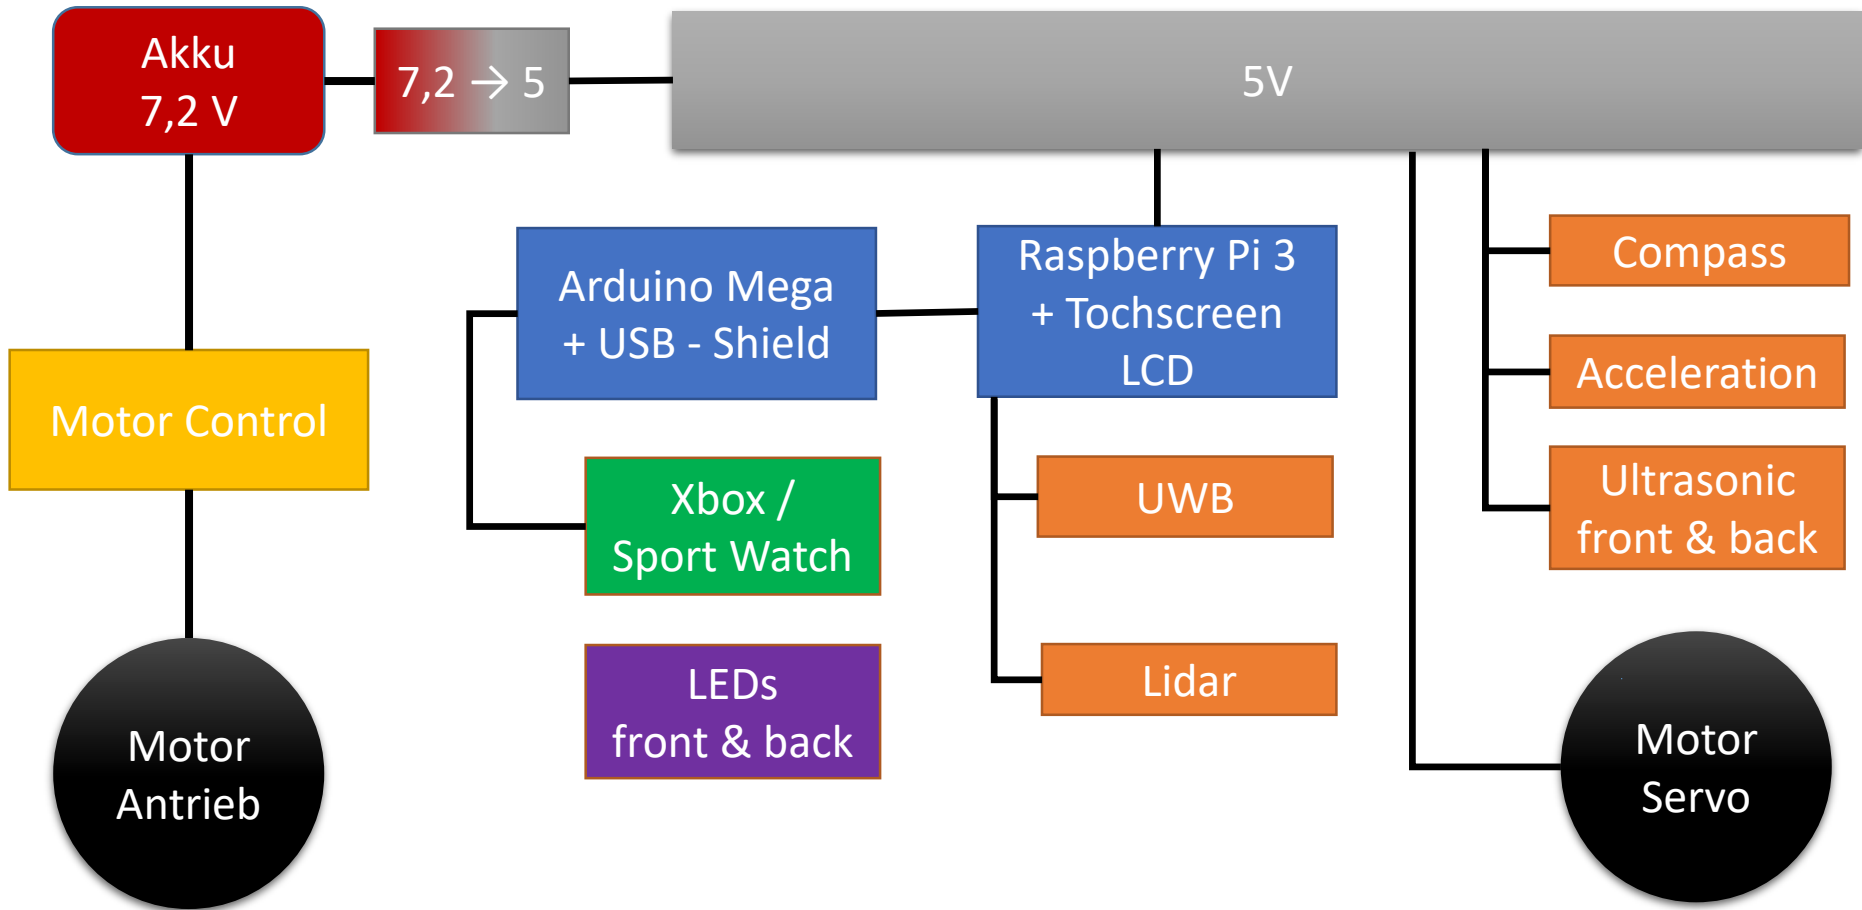 Akku
7,2 V
7,2 → 5
5V
Arduino Mega
+ USB - Shield
Raspberry Pi 3
+ Tochscreen
LCD
Compass
Acceleration
Ultrasonic
front & back
Motor Control
Xbox /
Sport Watch
UWB
LEDs
front & back
Lidar
Motor
Antrieb
Motor
Servo